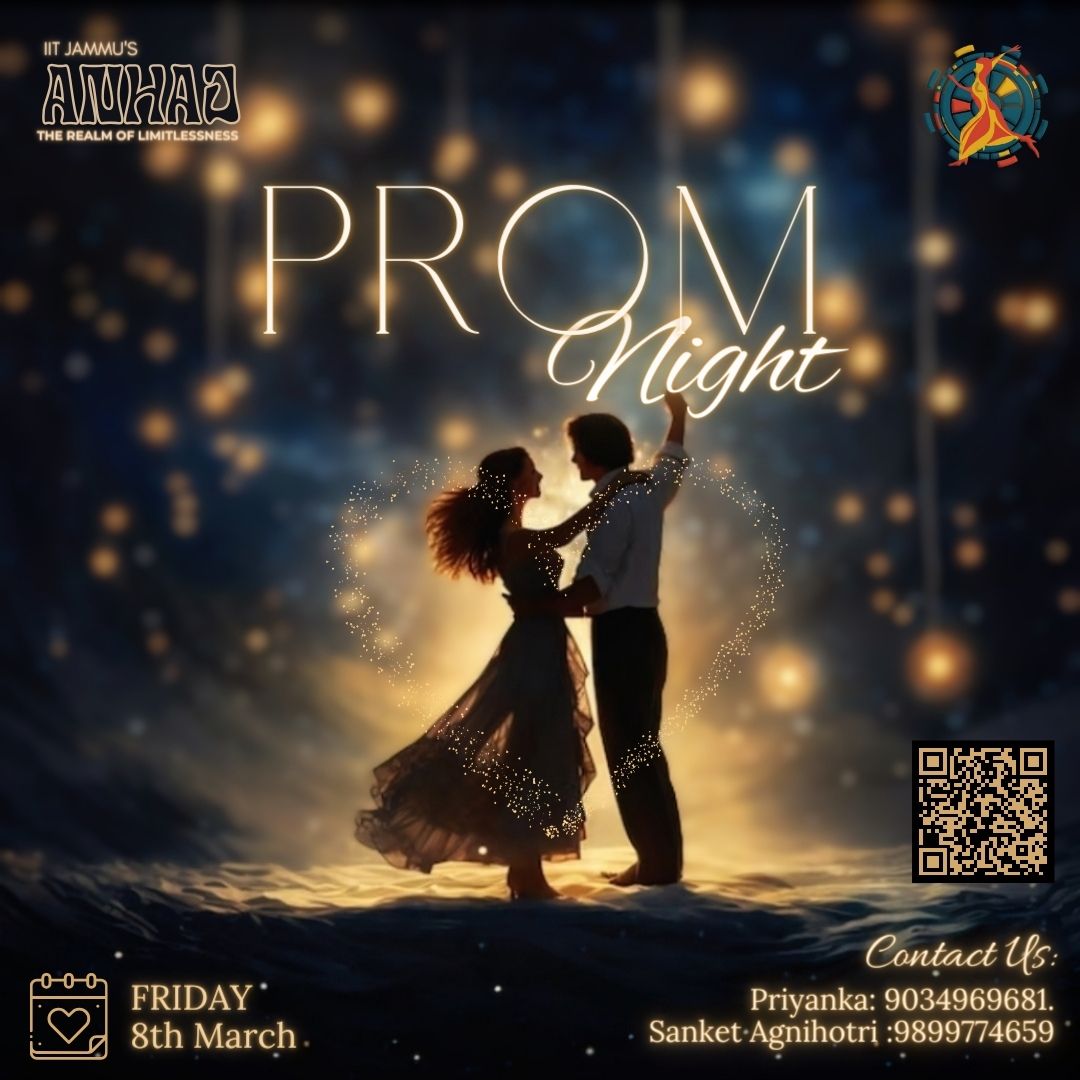 IIT JAMMU'S
ANHAD
THE REALM OF LIMITLESSNESS
PROM
Night
FRIDAY
8th March
Contact Us:
Priyanka: 9034969681.
Sanket Agnihotri :9899774659